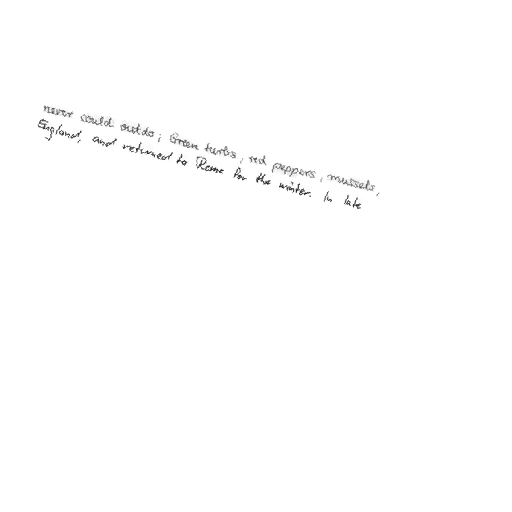 never could outdo; Green turbs, red peppers, mussels,
England, and returned to Rome for the winter. In late